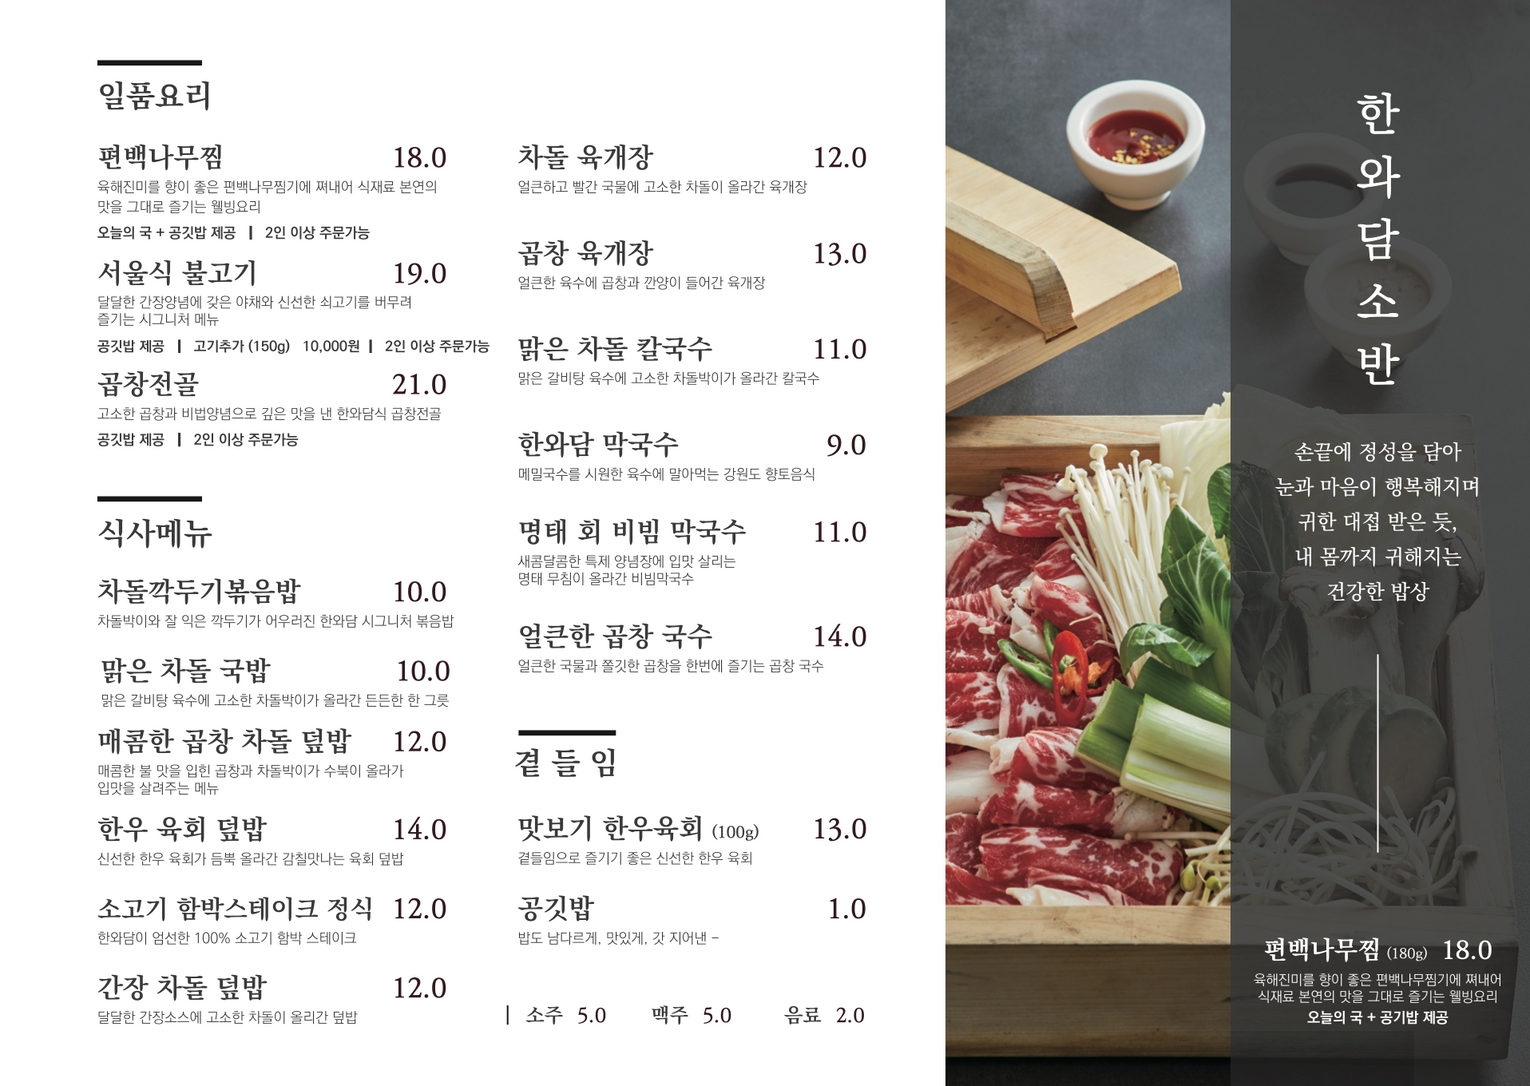 일품요리
편백나무찜 18.0
육해진미를 향이 좋은 편백나무찜기에 쪄내어 식재료 본연의
맛을 그대로 즐기는 웰빙요리
오늘의 국 + 공깃밥 제공 | 2인 이상 주문가능
서울식 불고기 19.0
달달한 간장양념에 갖은 야채와 신선한 쇠고기를 버무려
즐기는 시그니처 메뉴
공깃밥 제공 | 고기추가 (150g) 10,000원 | 2인 이상 주문가능
곱창전골 21.0
고소한 곱창과 비법양념으로 깊은 맛을 낸 한와담식 곱창전골
공깃밥 제공 | 2인 이상 주문가능
식사메뉴
차돌깍두기볶음밥 10.0
차돌박이와 잘 익은 깍두기가 어우러진 한와담 시그니처 볶음밥
맑은 차돌 국밥 10.0
맑은 갈비탕 육수에 고소한 차돌박이가 올라간 든든한 한 그릇
매콤한 곱창 차돌 덮밥 12.0
매콤한 불 맛을 입힌 곱창과 차돌박이가 수북이 올라가
입맛을 살려주는 메뉴
한우 육회 덮밥 14.0
신선한 한우 육회가 듬뿍 올라간 감칠맛나는 육회 덮밥
소고기 함박스테이크 정식 12.0
한와담이 엄선한 100% 소고기 함박 스테이크
간장 차돌 덮밥 12.0
달달한 간장소스에 고소한 차돌이 올리간 덮밥
차돌 육개장 12.0
얼큰하고 빨간 국물에 고소한 차돌이 올라간 육개장
곱창 육개장 13.0
얼큰한 육수에 곱창과 깐양이 들어간 육개장
맑은 차돌 칼국수 11.0
맑은 갈비탕 육수에 고소한 차돌박이가 올라간 칼국수
한와담 막국수 9.0
메밀국수를 시원한 육수에 말아먹는 강원도 향토음식
명태 회 비빔 막국수 11.0
새콤달콤한 특제 양념장에 입맛 살리는
명태 무침이 올라간 비빔막국수
얼큰한 곱창 국수 14.0
얼큰한 국물과 쫄깃한 곱창을 한번에 즐기는 곱창 국수
곁 들 임
맛보기 한우육회 (100g) 13.0
곁들임으로 즐기기 좋은 신선한 한우 육회
공깃밥 1.0
밥도 남다르게, 맛있게, 갓 지어낸 –
| 소주 5.0 맥주 5.0 음료 2.0
한
와
담
소
반
손끝에 정성을 담아
눈과 마음이 행복해지며
귀한 대접 받은 듯,
내 몸까지 귀해지는
건강한 밥상
편백나무찜 (180g) 18.0
육해진미를 향이 좋은 편백나무찜기에 쪄내어
식재료 본연의 맛을 그대로 즐기는 웰빙요리
오늘의 국 + 공기밥 제공